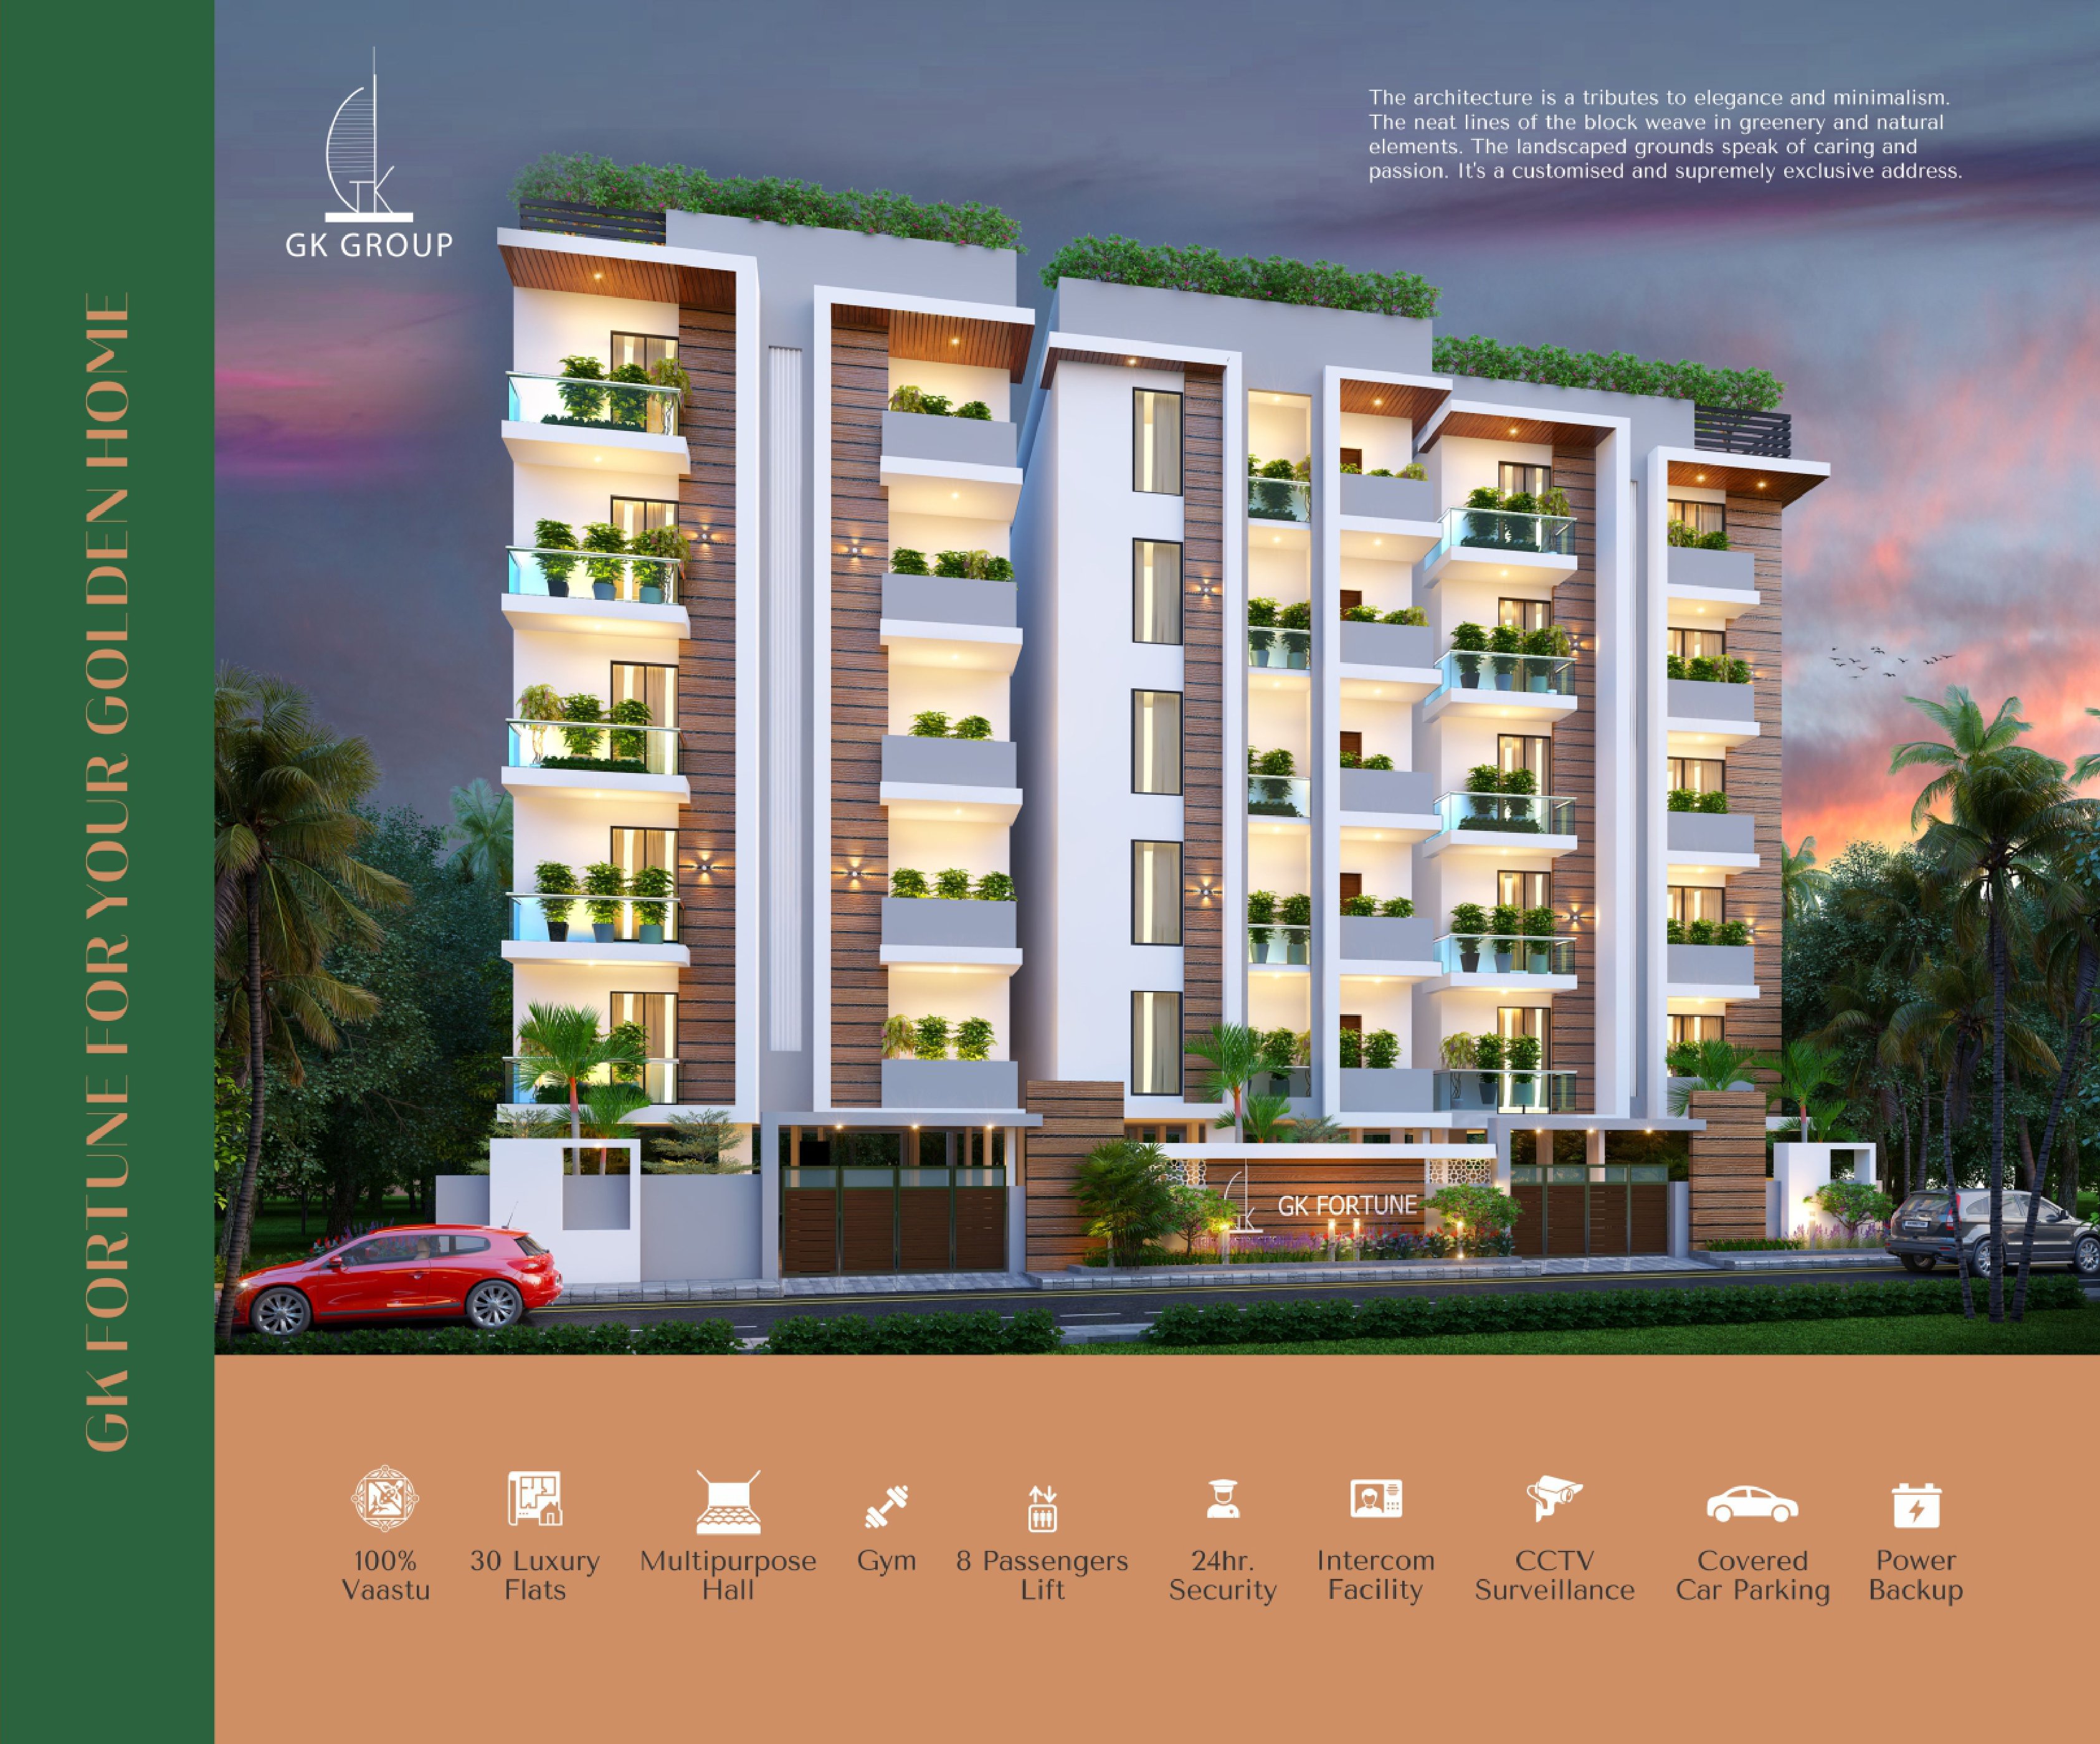 GK GROUP
The architecture is a tributes to elegance and minimalism.
The neat lines of the block weave in greenery and natural
elements. The landscaped grounds speak of caring and
passion. It's a customised and supremely exclusive address.
GK FORTUNE FOR YOUR GOLDEN HOME
GK FORTUNE
100%
Vaastu
30 Luxury
Flats
Multipurpose
Hall
Gym
8 Passengers
Lift
24hr.
Security
Intercom
Facility
CCTV
Surveillance
Covered
Car Parking
Power
Backup